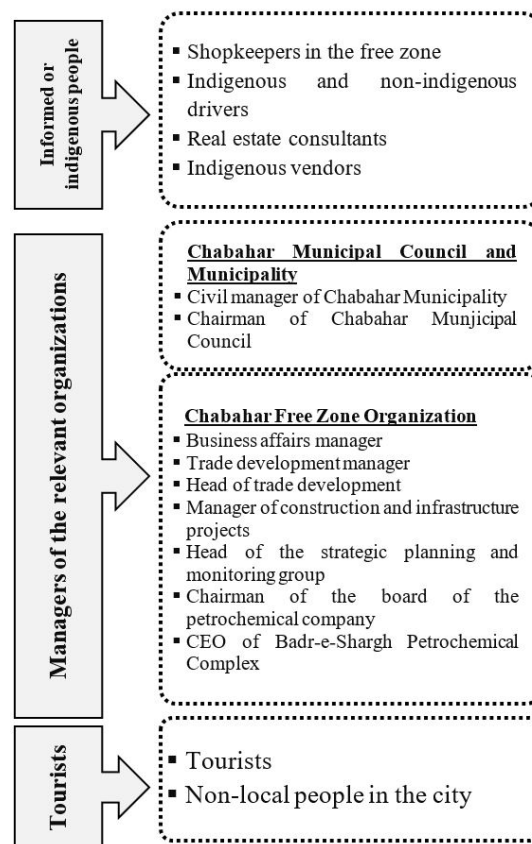 Informed or
indigenous people
▪ Shopkeepers in the free zone
▪ Indigenous and non-indigenous
drivers
▪ Real estate consultants
▪ Indigenous vendors
Managers of the relevant organizations
Chabahar Municipal Council and
Municipality
▪ Civil manager of Chabahar Municipality
▪ Chairman of Chabahar Munjicipal
Council
Chabahar Free Zone Organization
▪ Business affairs manager
▪ Trade development manager
▪ Head of trade development
▪ Manager of construction and infrastructure
projects
▪ Head of the strategic planning and
monitoring group
▪ Chairman of the board of the
petrochemical company
▪ CEO of Badr-e-Shargh Petrochemical
Complex
Tourists
▪ Tourists
▪ Non-local people in the city